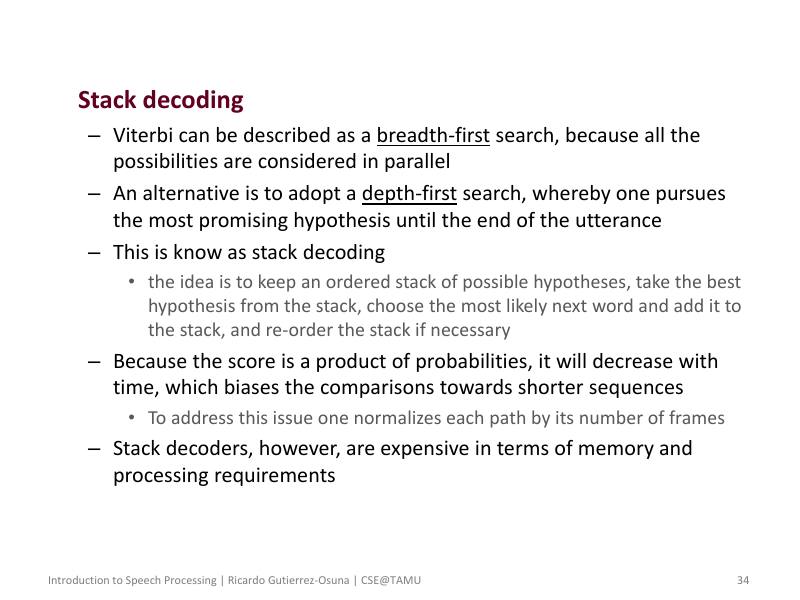 Stack decoding
– Viterbi can be described as a breadth-first search, because all the
possibilities are considered in parallel
– An alternative is to adopt a depth-first search, whereby one pursues
the most promising hypothesis until the end of the utterance
– This is know as stack decoding
• the idea is to keep an ordered stack of possible hypotheses, take the best
hypothesis from the stack, choose the most likely next word and add it to
the stack, and re-order the stack if necessary
– Because the score is a product of probabilities, it will decrease with
time, which biases the comparisons towards shorter sequences
• To address this issue one normalizes each path by its number of frames
– Stack decoders, however, are expensive in terms of memory and
processing requirements
Introduction to Speech Processing | Ricardo Gutierrez-Osuna | CSE@TAMU
34